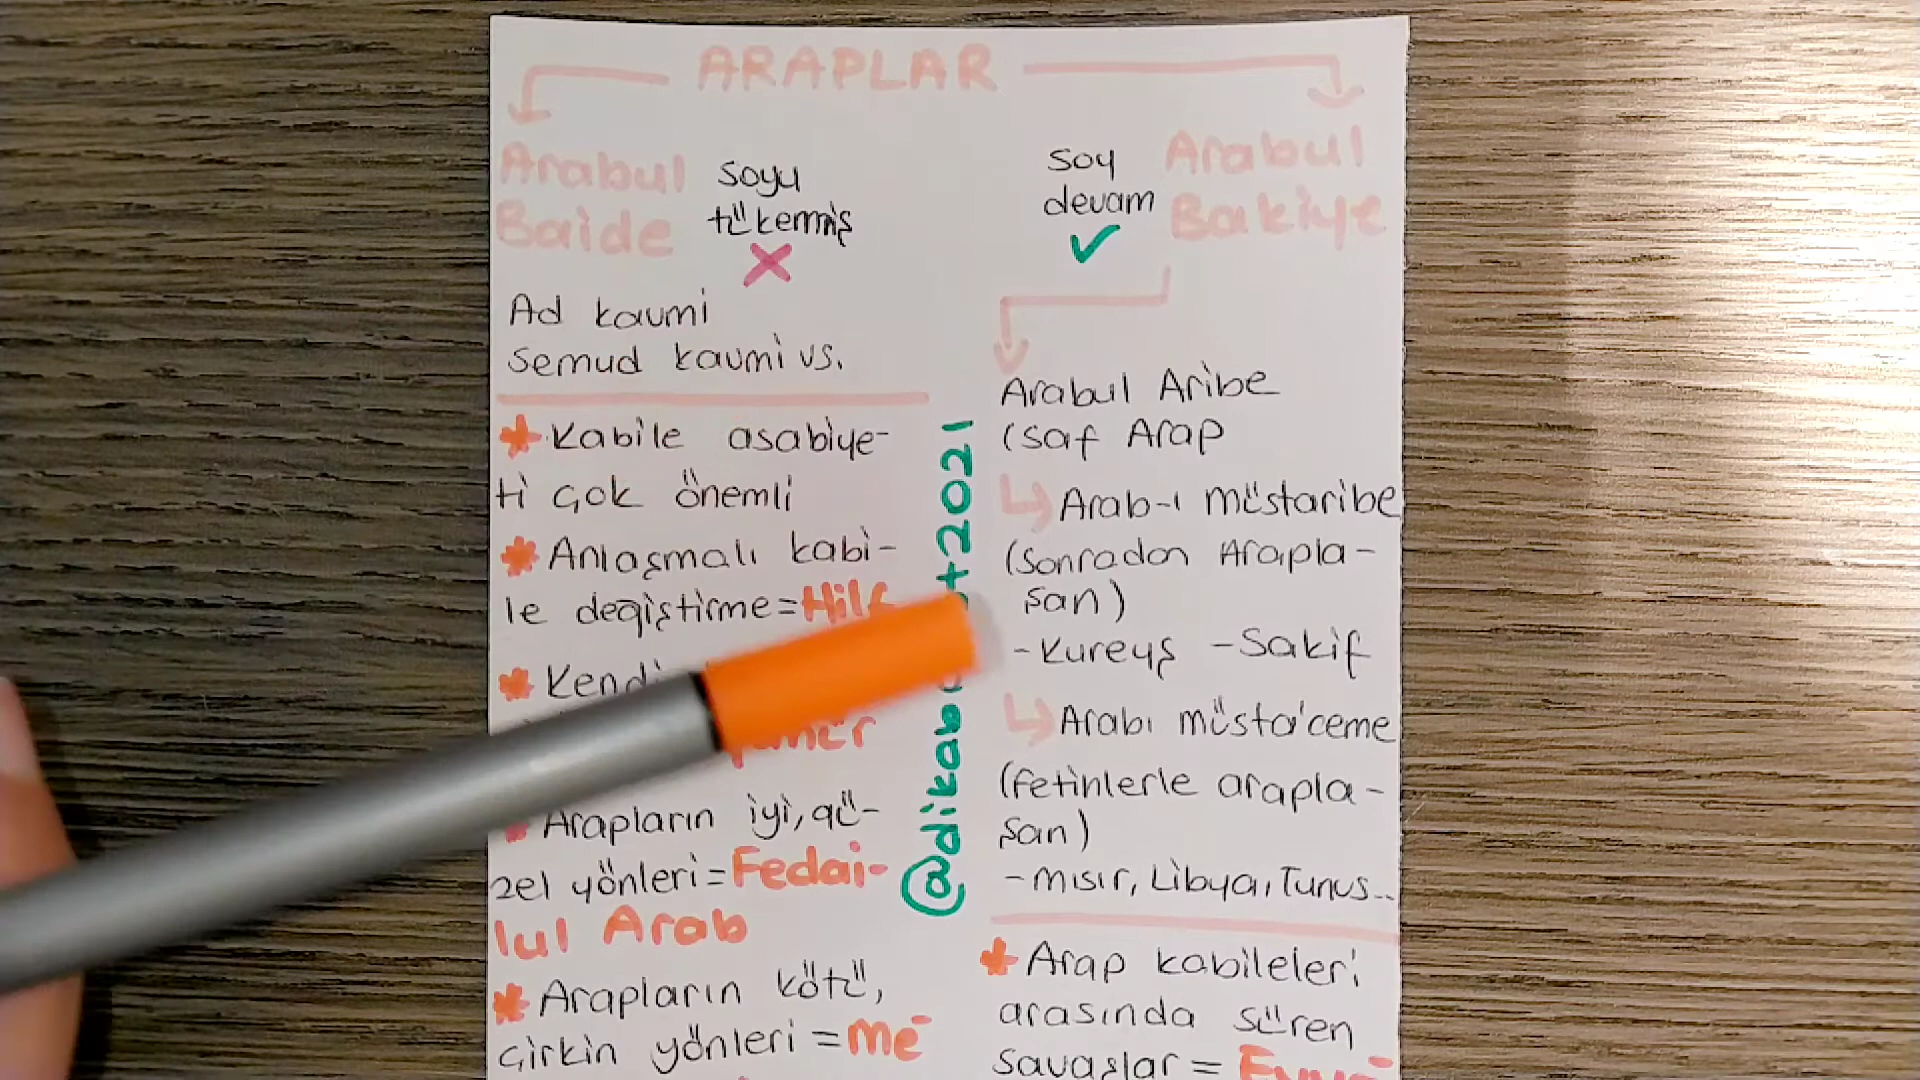 ARAPLAR
Arabul
Baide
soyu
tükenmiş
Ad kavmi
Semud kavmi vs.
Kabile asabiye-
ti çok önemli
Anlaşmalı kabi-
le değiştirme=Hilf
Kendi
Arapların iyi, gü-
zel yönleri=Fedai-
lul Arab
Arapların kötü,
çirkin yönleri =
Soy
devam
Arabul
Bakiye
Arabul Aribe
(Saf Arap
Arab-ı müstaribe
(Sonradan Arapla-
şan)
-Kureyş -Sakif
Arabı müsta'ceme
(fetihlerle arapla-
şan)
-mısır, Libya, Tunus...
Arap kabileleri
arasında süren
savaşlar =